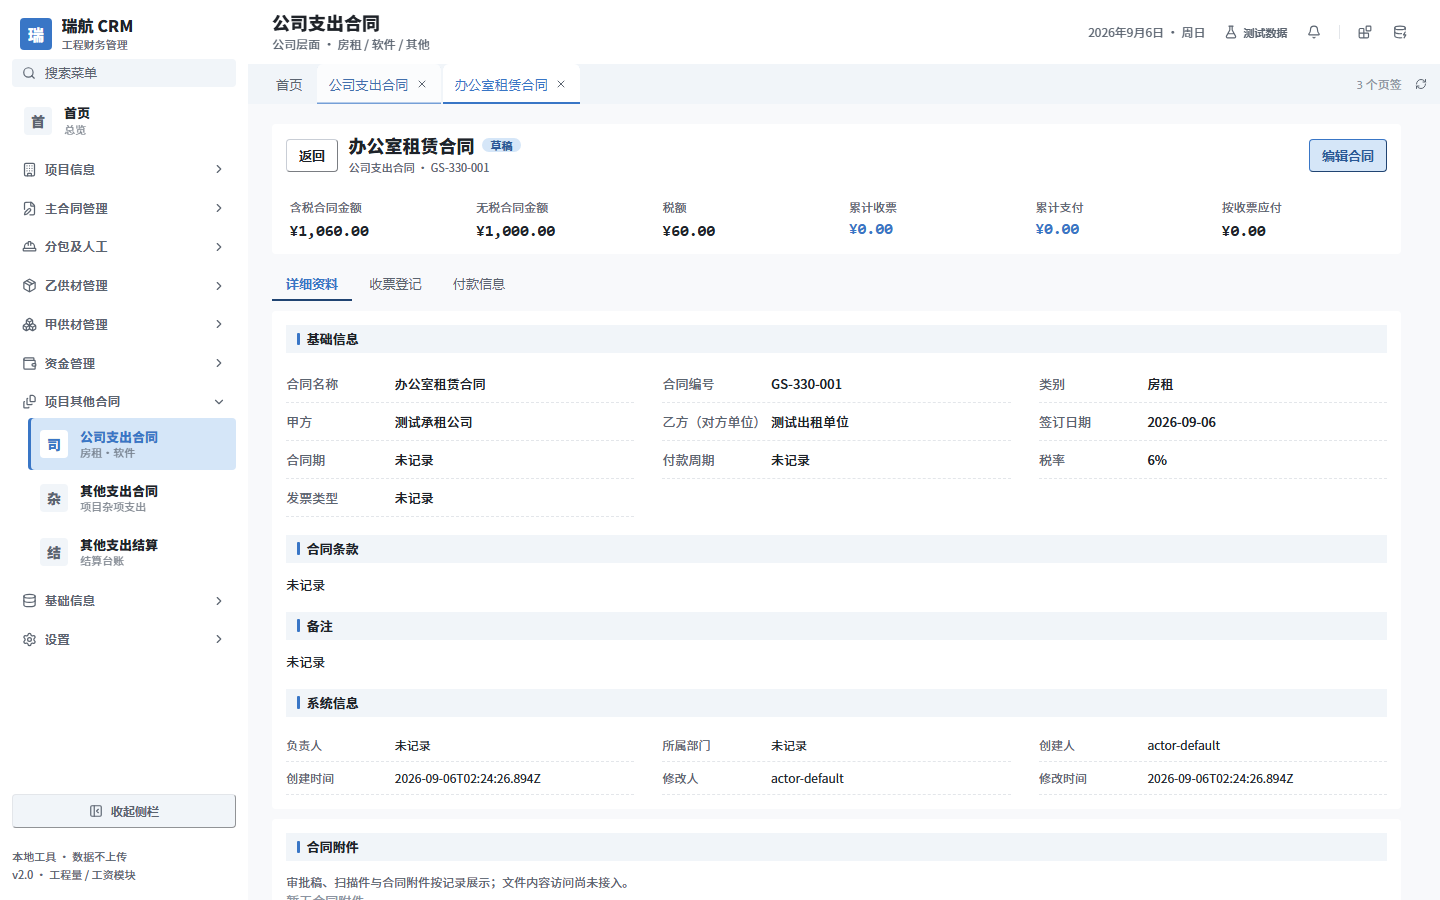 瑞
瑞航 CRM
工程财务管理
搜索菜单
首
首页
总览
项目信息
主合同管理
分包及人工
乙供材管理
甲供材管理
资金管理
项目其他合同
司
公司支出合同
房租・软件
杂
其他支出合同
项目杂项支出
结
其他支出结算
结算台账
基础信息
设置
收起侧栏
本地工具 · 数据不上传
v2.0 · 工程量 / 工资模块
公司支出合同
公司层面 · 房租 / 软件 / 其他
2026年9月6日 · 周日
测试数据
首页
公司支出合同 ×
办公室租赁合同 ×
3 个页签
返回
办公室租赁合同 草稿
公司支出合同 · GS-330-001
编辑合同
含税合同金额 无税合同金额 税额 累计收票 累计支付 按收票应付
¥1,060.00 ¥1,000.00 ¥60.00 ¥0.00 ¥0.00 ¥0.00
详细资料 收票登记 付款信息
基础信息
合同名称 办公室租赁合同 合同编号 GS-330-001 类别 房租
甲方 测试承租公司 乙方（对方单位） 测试出租单位 签订日期 2026-09-06
合同期 未记录 付款周期 未记录 税率 6%
发票类型 未记录
合同条款
未记录
备注
未记录
系统信息
负责人 未记录 所属部门 未记录 创建人 actor-default
创建时间 2026-09-06T02:24:26.894Z 修改人 actor-default 修改时间 2026-09-06T02:24:26.894Z
合同附件
审批稿、扫描件与合同附件按记录展示；文件内容访问尚未接入。
暂无合同附件